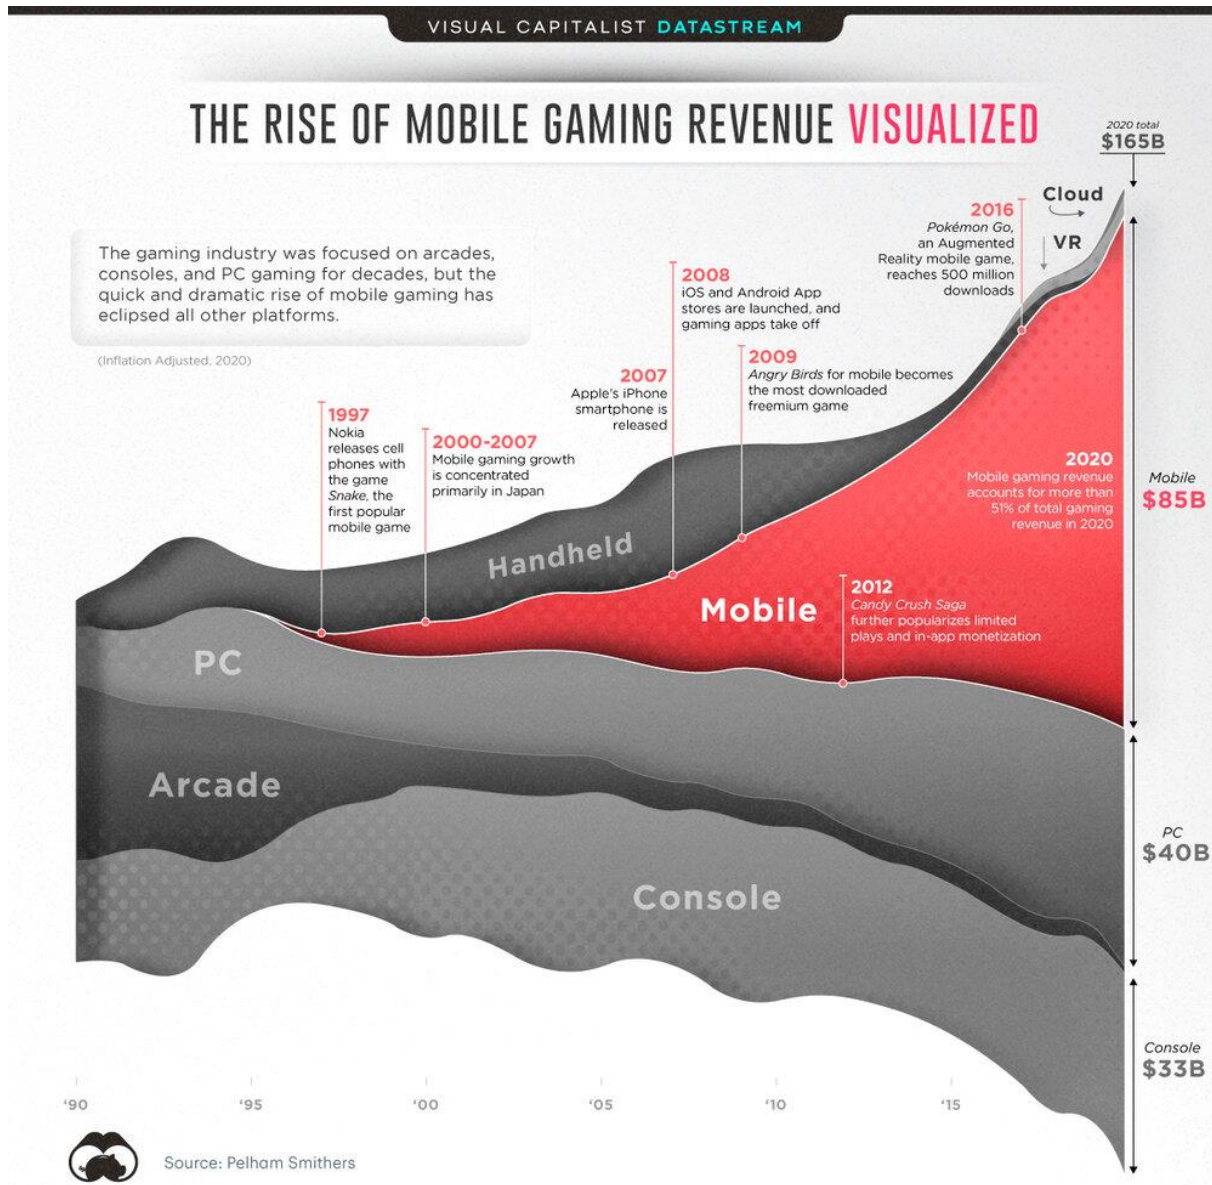 VISUAL CAPITALIST DATASTREAM
THE RISE OF MOBILE GAMING REVENUE VISUALIZED
2020 total
$165B
The gaming industry was focused on arcades,
consoles, and PC gaming for decades, but the
quick and dramatic rise of mobile gaming has
eclipsed all other platforms.
(Inflation Adjusted, 2020)
1997
Nokia
releases cell
phones with
the game
Snake, the
first popular
mobile game
2000-2007
Mobile gaming growth
is concentrated
primarily in Japan
2007
Apple's iPhone
smartphone is
released
2008
iOS and Android App
stores are launched, and
gaming apps take off
2009
Angry Birds for mobile becomes
the most downloaded
freemium game
2016
Pokémon Go,
an Augmented
Reality mobile game,
reaches 500 million
downloads
Cloud
VR
2020
Mobile gaming revenue
accounts for more than
51% of total gaming
revenue in 2020
2012
Candy Crush Saga
further popularizes limited
plays and in-app monetization
Handheld
Mobile
PC
Arcade
Console
Mobile
$85B
PC
$40B
Console
$33B
'90
'95
'00
'05
'10
'15
Source: Pelham Smithers